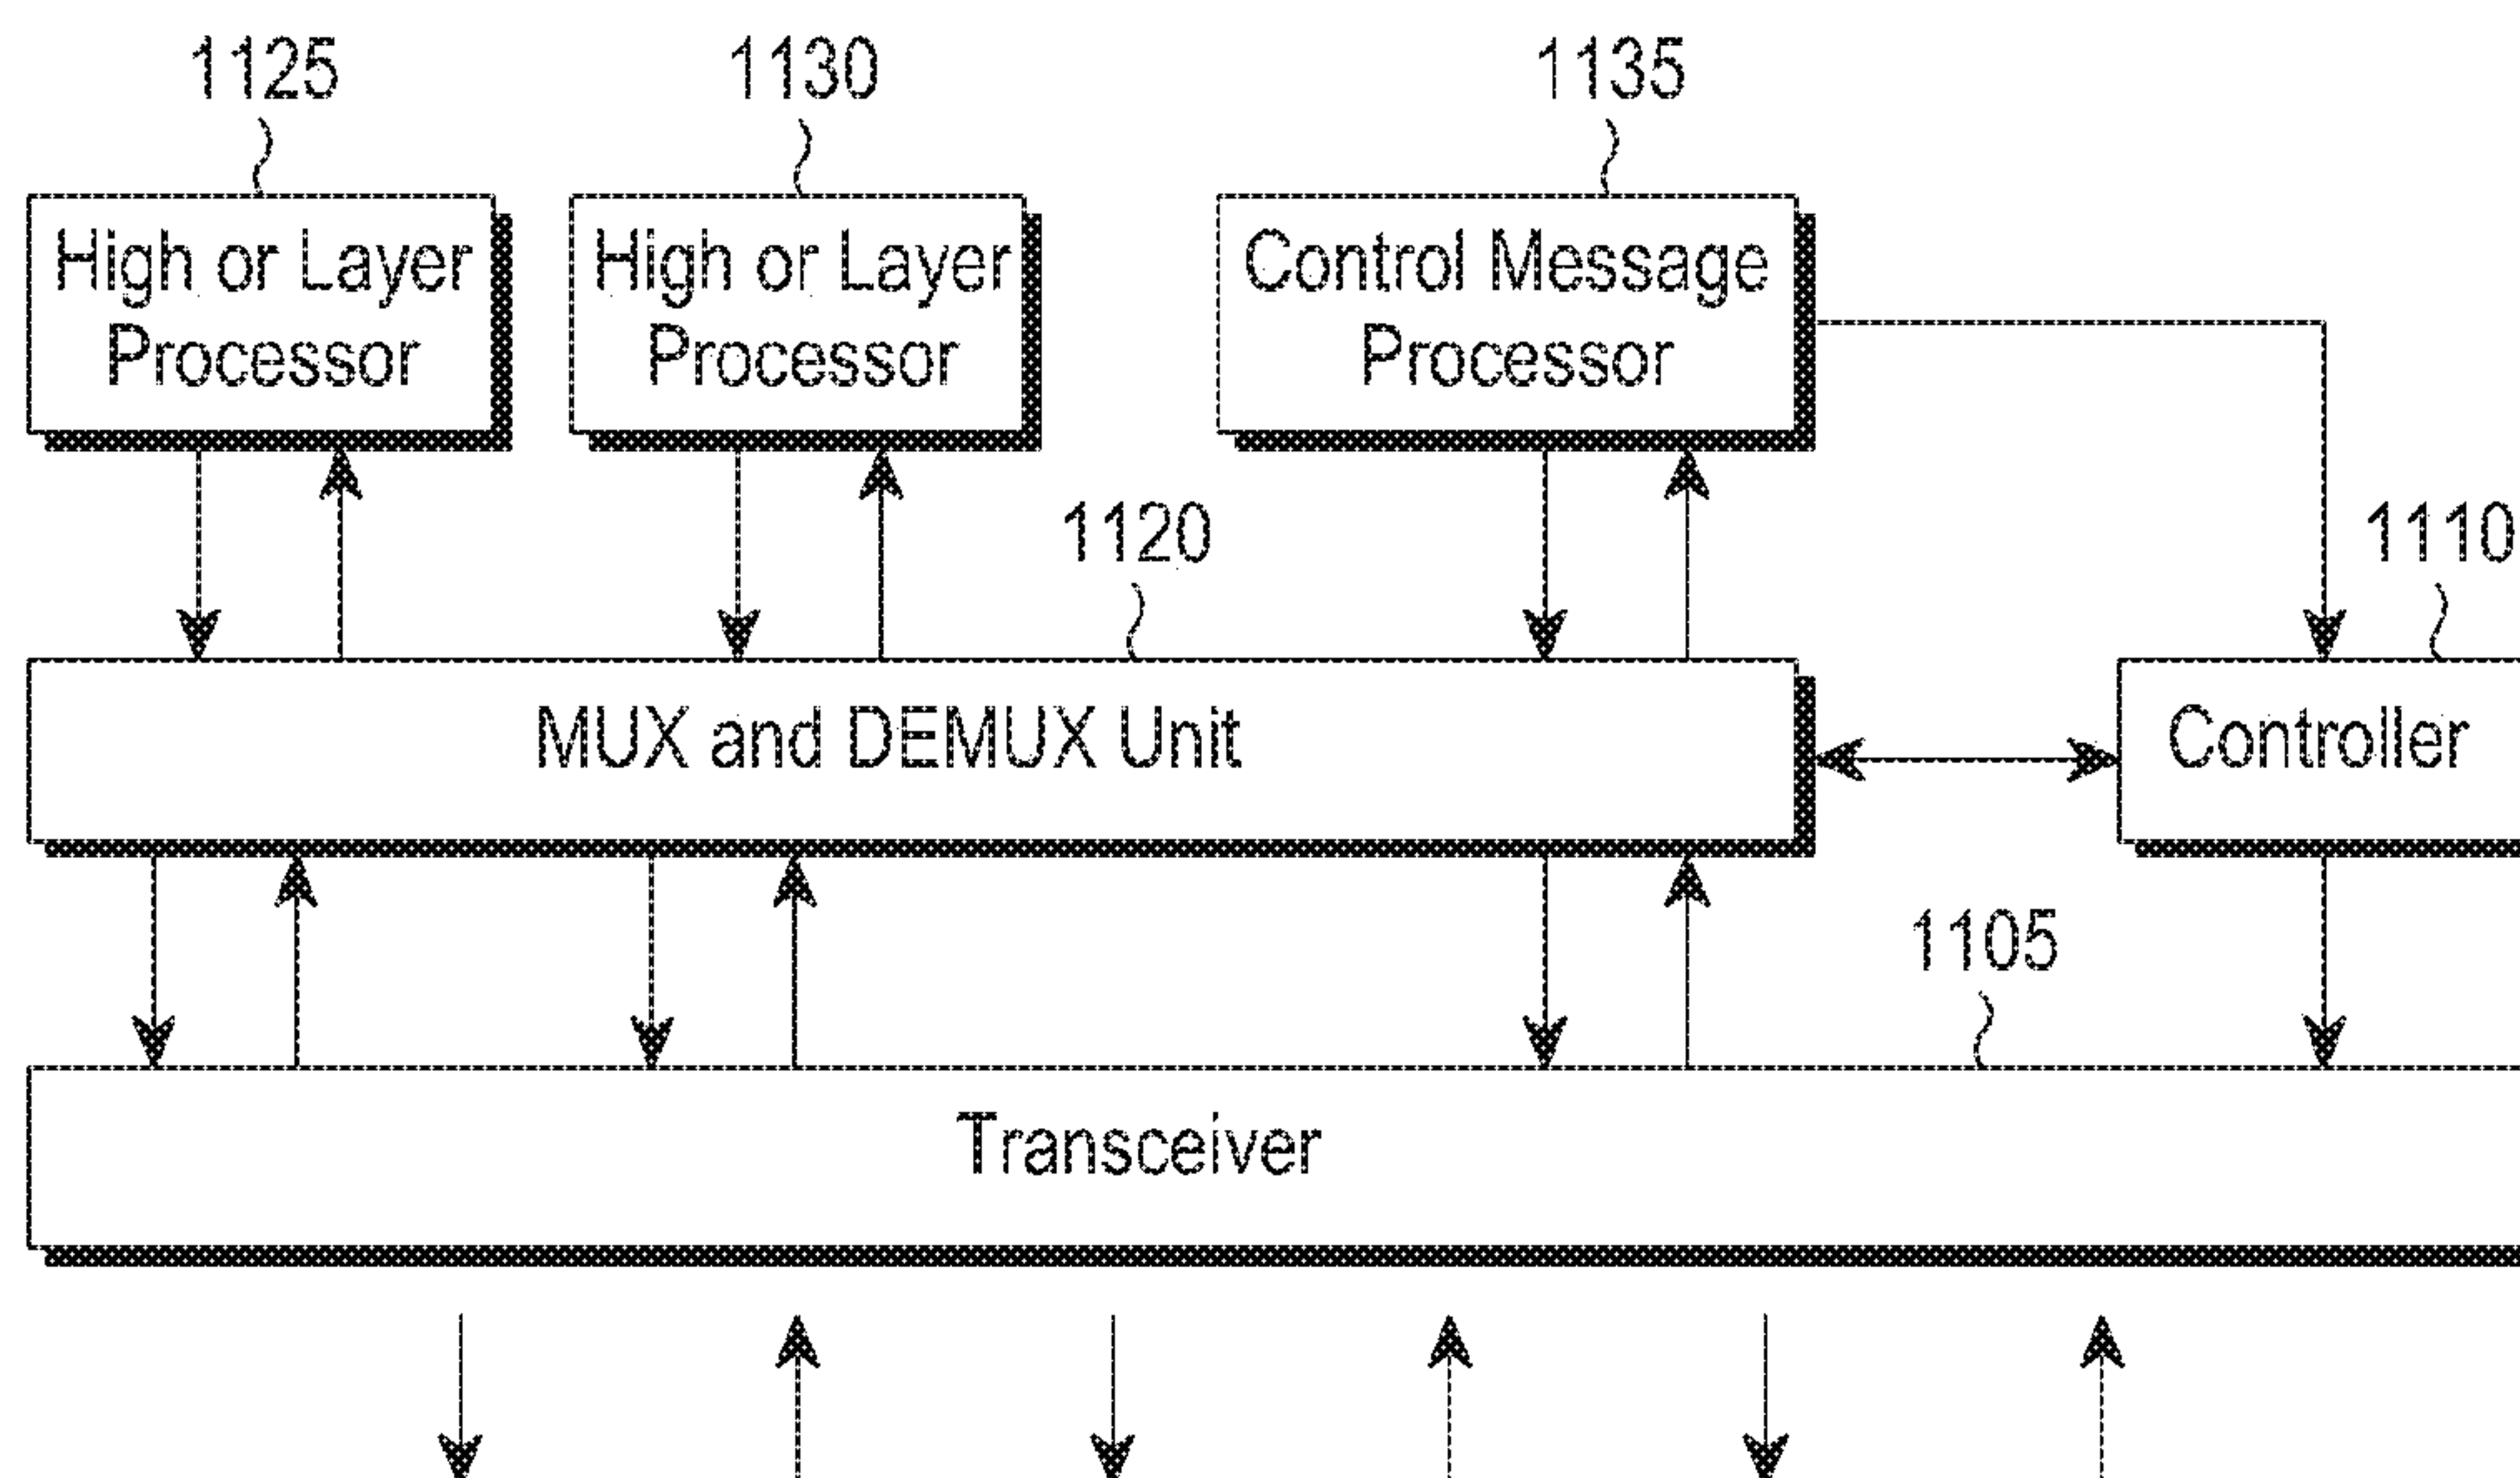 1125
1130
1135
High or Layer
Processor
High or Layer
Processor
Control Message
Processor
1120
1110
MUX and DEMUX Unit
Controller
1105
Transceiver